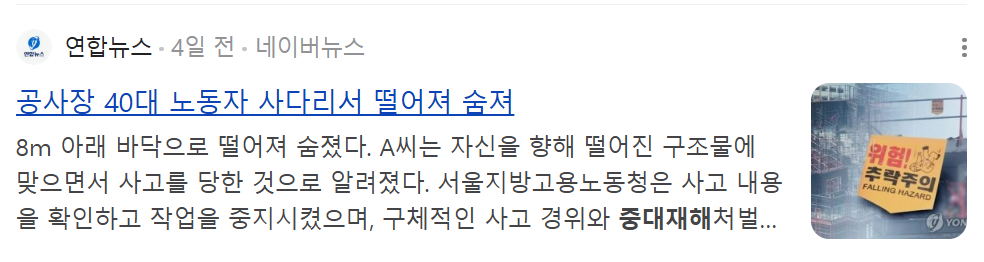 연합뉴스 · 4일 전 · 네이버뉴스
공사장 40대 노동자 사다리서 떨어져 숨져
8m 아래 바닥으로 떨어져 숨졌다. A씨는 자신을 향해 떨어진 구조물에
맞으면서 사고를 당한 것으로 알려졌다. 서울지방고용노동청은 사고 내용
을 확인하고 작업을 중지시켰으며, 구체적인 사고 경위와 중대재해처벌...
위험!
추락주의
FALLING HAZARD
YON